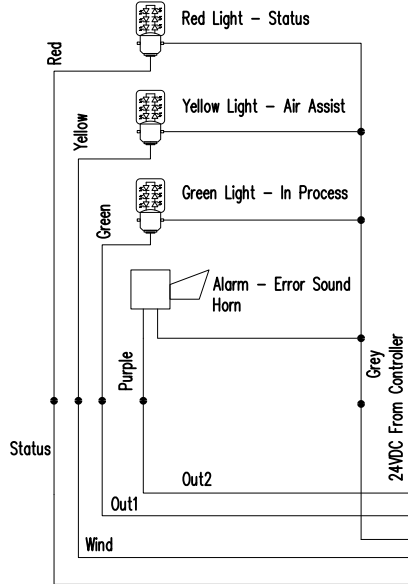 Red Light - Status
Red
Yellow Light - Air Assist
Yellow
Green Light - In Process
Green
Alarm - Error Sound
Horn
Purple
Grey
24VDC From Controller
Status
Out2
Out1
Wind